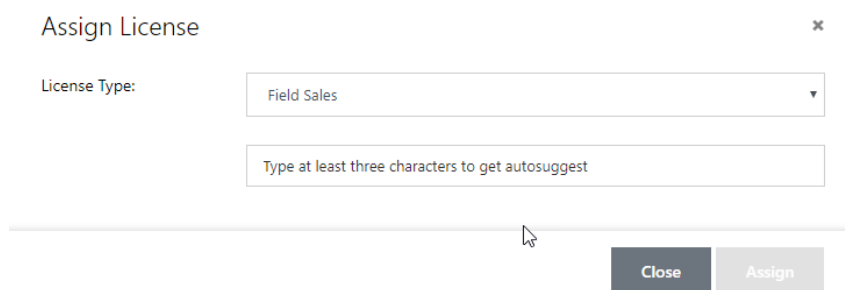 Assign License
License Type:
Field Sales
Type at least three characters to get autosuggest
Close
Assign